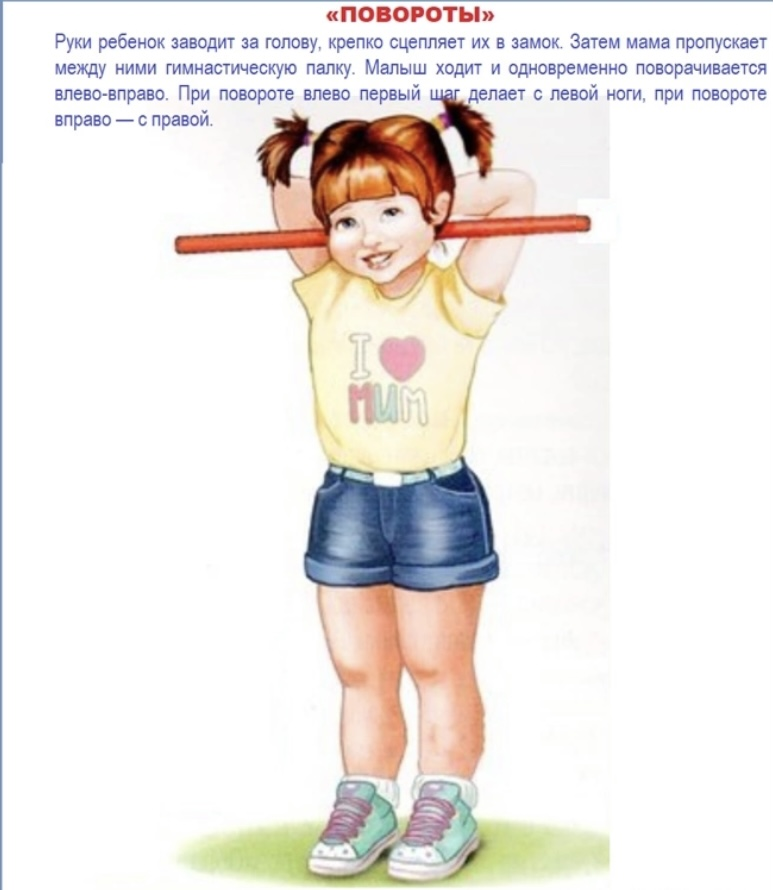 «ПОВОРОТЫ»
Руки ребенок заводит за голову, крепко сцепляет их в замок. Затем мама пропускает
между ними гимнастическую палку. Малыш ходит и одновременно поворачивается
влево-вправо. При повороте влево первый шаг делает с левой ноги, при повороте
вправо — с правой.
I
MUM